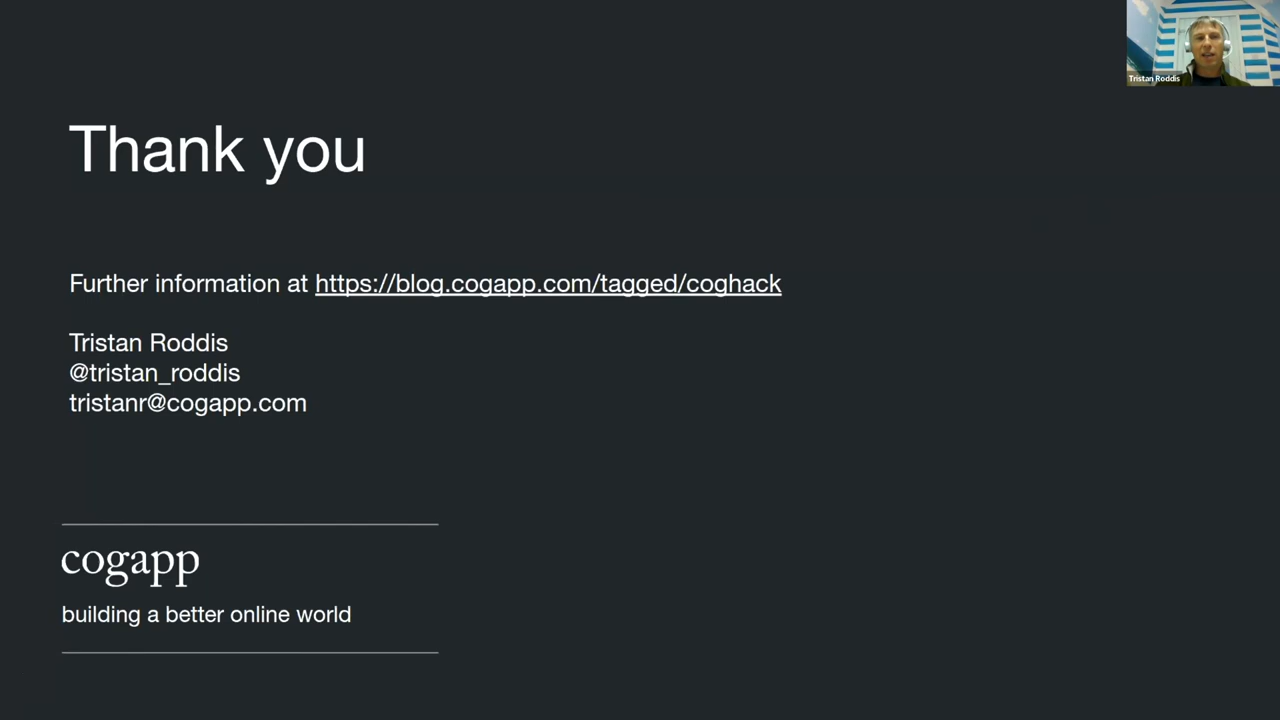 Tristan Roddis
Thank you
Further information at https://blog.cogapp.com/tagged/coghack
Tristan Roddis
@tristan_roddis
tristanr@cogapp.com
cogapp
building a better online world